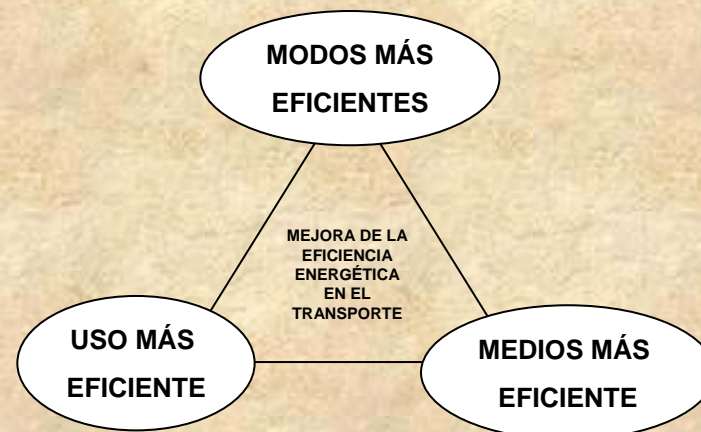 MODOS MÁS
EFICIENTES
MEJORA DE LA
EFICIENCIA
ENERGÉTICA
EN EL
TRANSPORTE
USO MÁS
EFICIENTE
MEDIOS MÁS
EFICIENTE